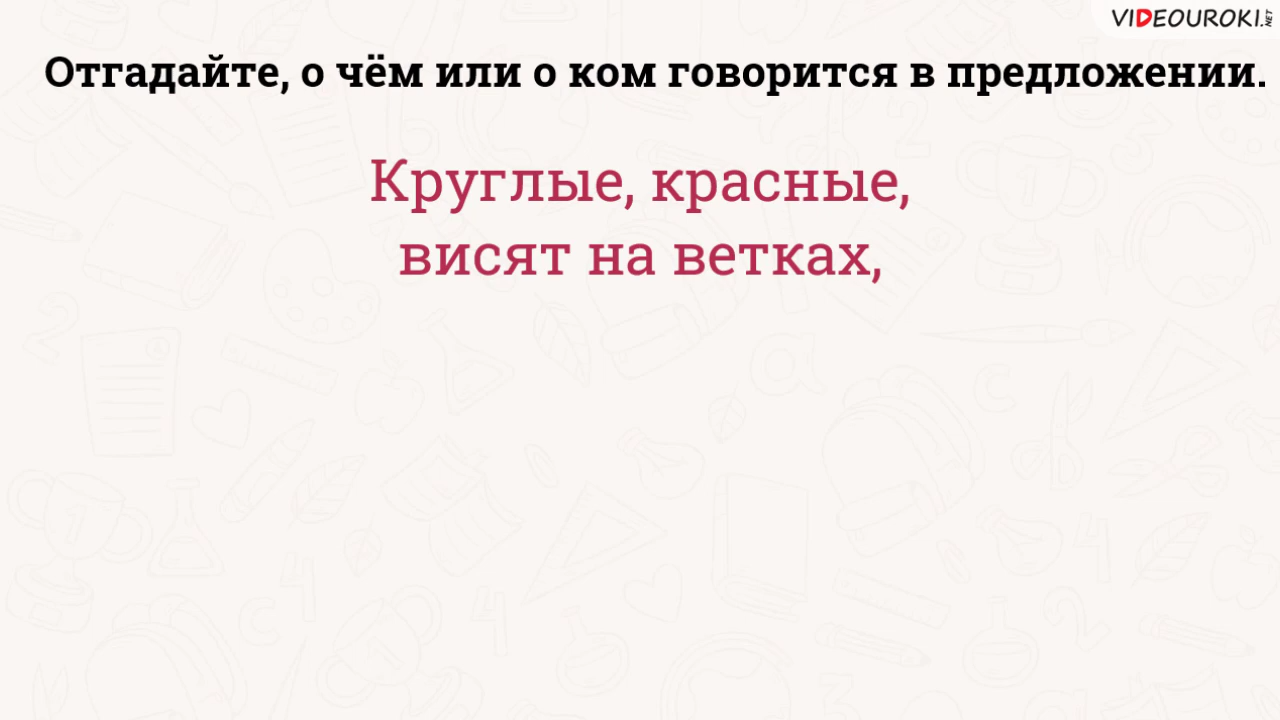 VIDEOUROKI.NET
Отгадайте, о чём или о ком говорится в предложении.
Круглые, красные,
висят на ветках,